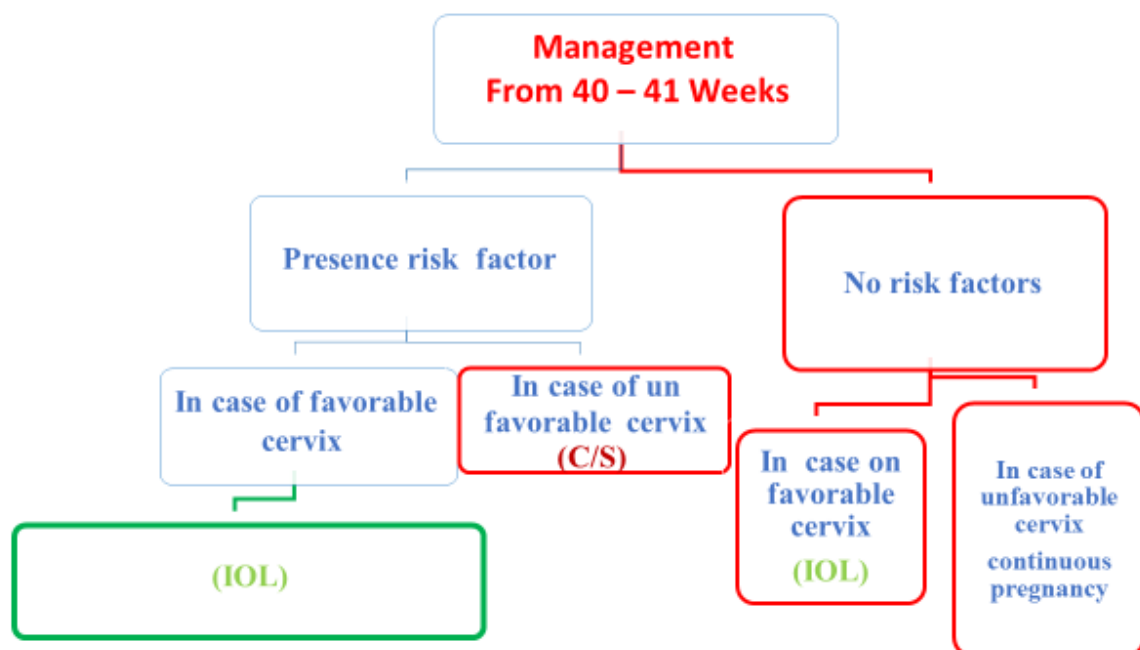 Management
From 40 – 41 Weeks
Presence risk factor
No risk factors
In case of favorable
cervix
In case of un
favorable cervix
(C/S)
In case on
favorable
cervix
(IOL)
In case of
unfavorable
cervix
continuous
pregnancy
(IOL)